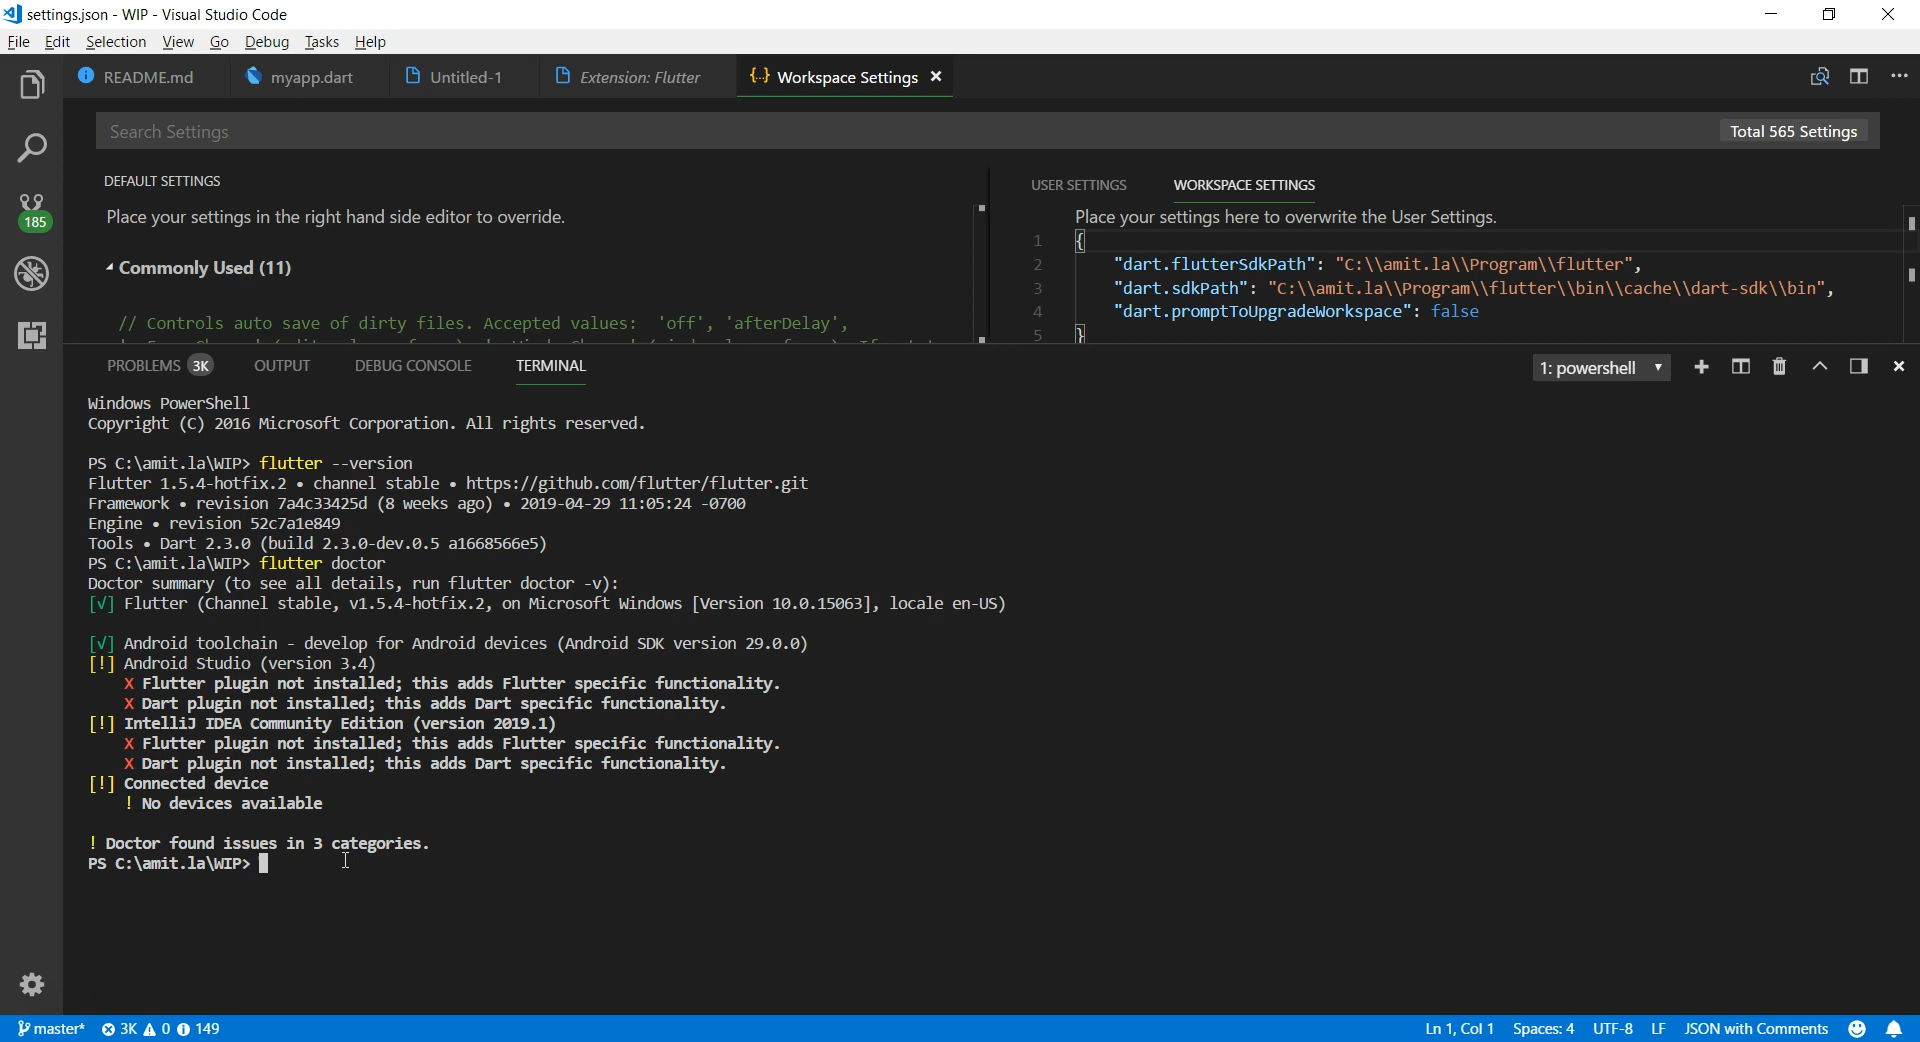 settings.json - WIP - Visual Studio Code
File Edit Selection View Go Debug Tasks Help
README.md myapp.dart Untitled-1 Extension: Flutter {··} Workspace Settings
Search Settings Total 565 Settings
DEFAULT SETTINGS
Place your settings in the right hand side editor to override.
Commonly Used (11)
// Controls auto save of dirty files. Accepted values:  'off', 'afterDelay',
USER SETTINGS WORKSPACE SETTINGS
Place your settings here to overwrite the User Settings.
1 {
2 "dart.flutterSdkPath": "C:\\amit.la\\Program\\flutter",
3 "dart.sdkPath": "C:\\amit.la\\Program\\flutter\\bin\\cache\\dart-sdk\\bin",
4 "dart.promptToUpgradeWorkspace": false
5 }
185
PROBLEMS 3K OUTPUT DEBUG CONSOLE TERMINAL 1: powershell
Windows PowerShell
Copyright (C) 2016 Microsoft Corporation. All rights reserved.
PS C:\amit.la\WIP> flutter --version
Flutter 1.5.4-hotfix.2 • channel stable • https://github.com/flutter/flutter.git
Framework • revision 7a4c33425d (8 weeks ago) • 2019-04-29 11:05:24 -0700
Engine • revision 52c7a1e849
Tools • Dart 2.3.0 (build 2.3.0-dev.0.5 a1668566e5)
PS C:\amit.la\WIP> flutter doctor
Doctor summary (to see all details, run flutter doctor -v):
[√] Flutter (Channel stable, v1.5.4-hotfix.2, on Microsoft Windows [Version 10.0.15063], locale en-US)
[√] Android toolchain - develop for Android devices (Android SDK version 29.0.0)
[!] Android Studio (version 3.4)
X Flutter plugin not installed; this adds Flutter specific functionality.
X Dart plugin not installed; this adds Dart specific functionality.
[!] IntelliJ IDEA Community Edition (version 2019.1)
X Flutter plugin not installed; this adds Flutter specific functionality.
X Dart plugin not installed; this adds Dart specific functionality.
[!] Connected device
! No devices available
! Doctor found issues in 3 categories.
PS C:\amit.la\WIP>
master* 3K 0 149 Ln 1, Col 1 Spaces: 4 UTF-8 LF JSON with Comments